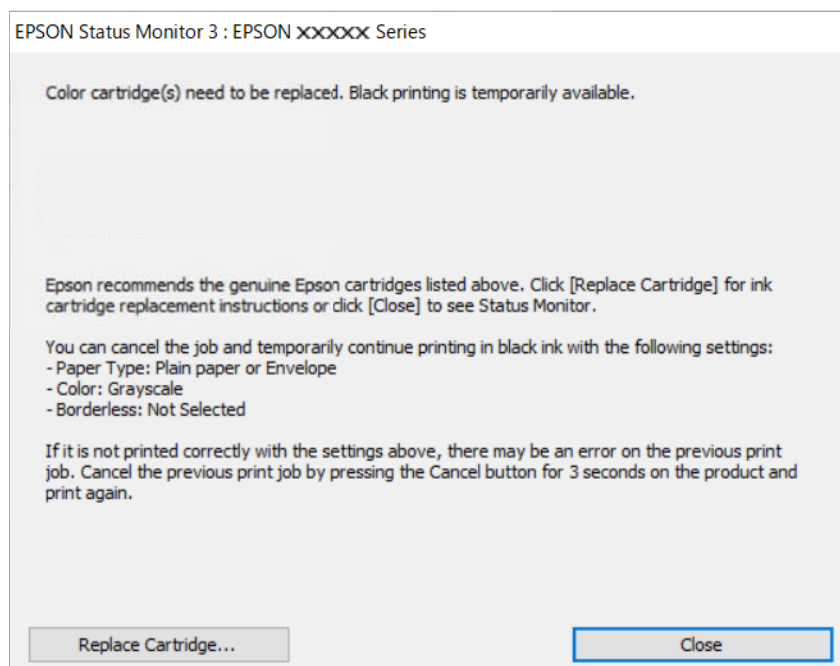 EPSON Status Monitor 3 : EPSON XXXXX Series
Color cartridge(s) need to be replaced. Black printing is temporarily available.
Epson recommends the genuine Epson cartridges listed above. Click [Replace Cartridge] for ink
cartridge replacement instructions or click [Close] to see Status Monitor.
You can cancel the job and temporarily continue printing in black ink with the following settings:
- Paper Type: Plain paper or Envelope
- Color: Grayscale
- Borderless: Not Selected
If it is not printed correctly with the settings above, there may be an error on the previous print
job. Cancel the previous print job by pressing the Cancel button for 3 seconds on the product and
print again.
Replace Cartridge...
Close